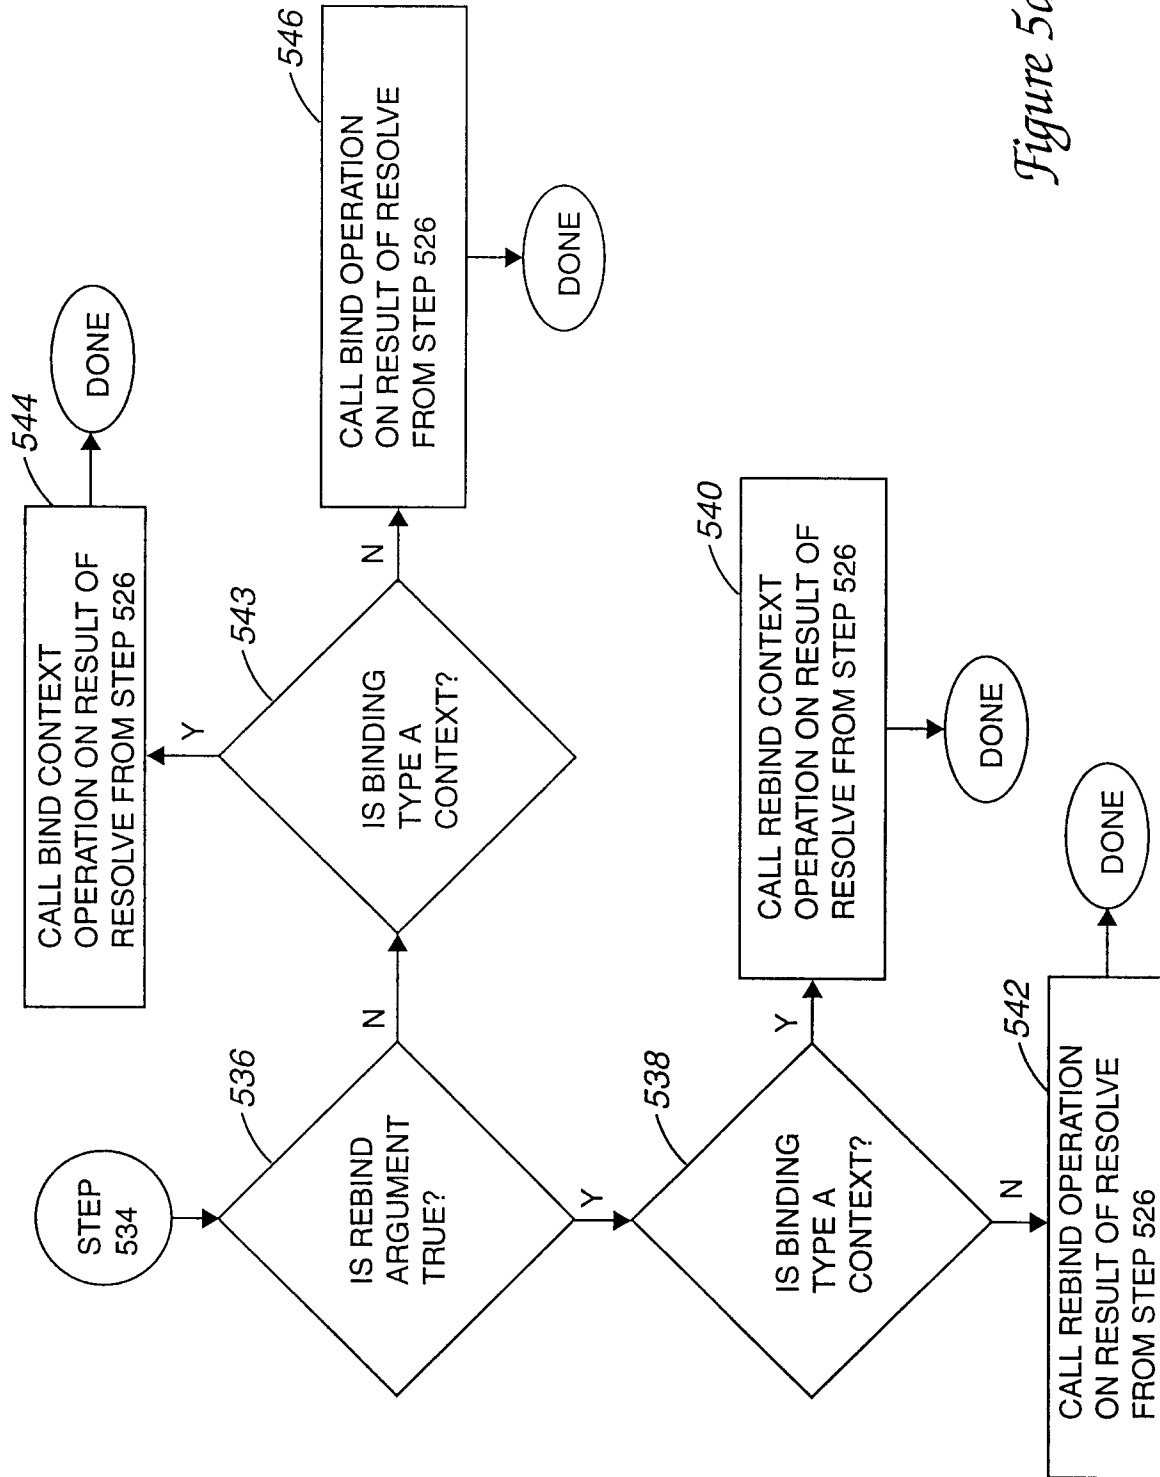 STEP
534
536
IS REBIND
ARGUMENT
TRUE?
N
Y
543
IS BINDING
TYPE A
CONTEXT?
Y
N
544
CALL BIND CONTEXT
OPERATION ON RESULT OF
RESOLVE FROM STEP 526
DONE
546
CALL BIND OPERATION
ON RESULT OF RESOLVE
FROM STEP 526
DONE
538
IS BINDING
TYPE A
CONTEXT?
Y
N
540
CALL REBIND CONTEXT
OPERATION ON RESULT OF
RESOLVE FROM STEP 526
DONE
542
CALL REBIND OPERATION
ON RESULT OF RESOLVE
FROM STEP 526
DONE
Figure